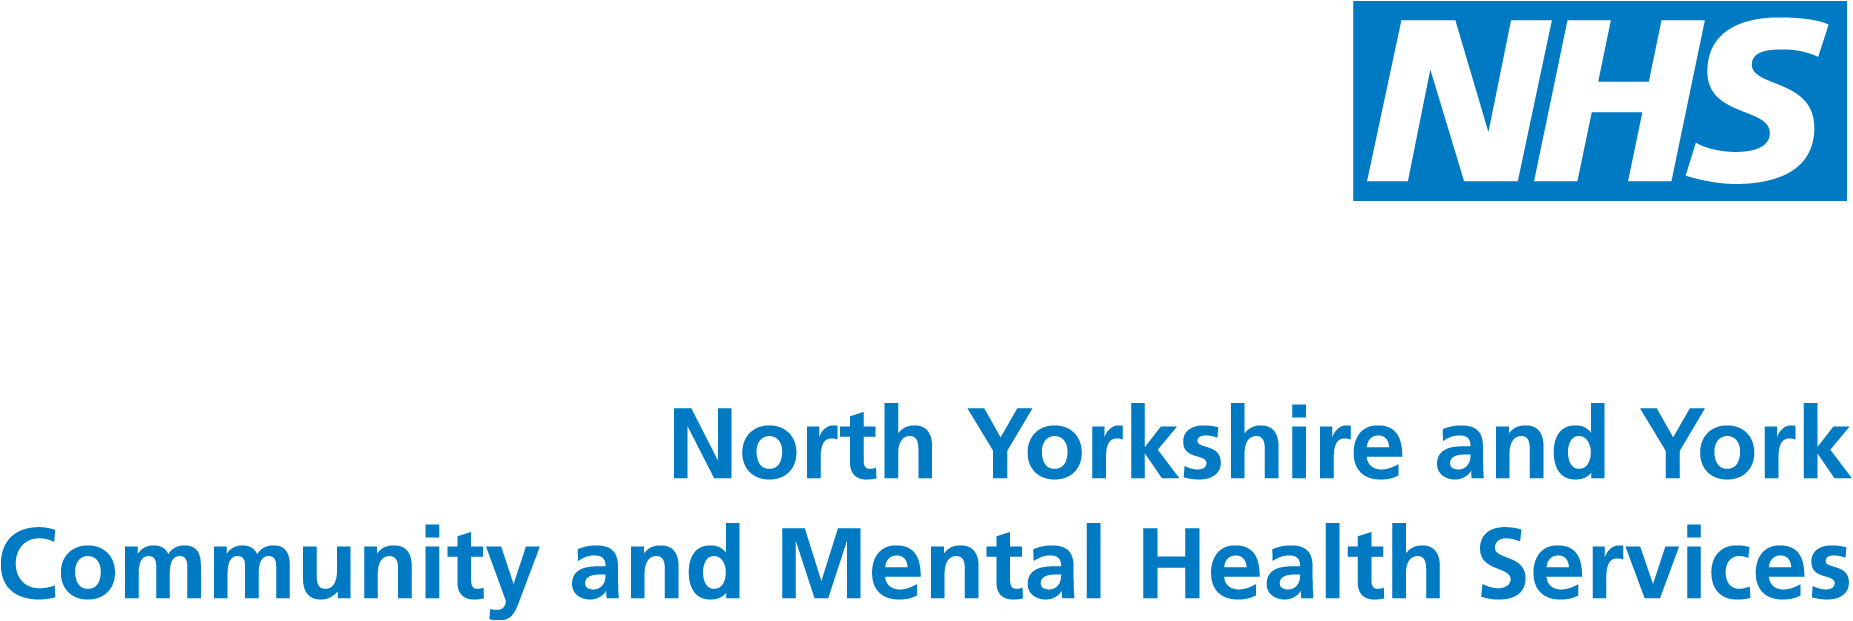 NHS
North Yorkshire and York
Community and Mental Health Services